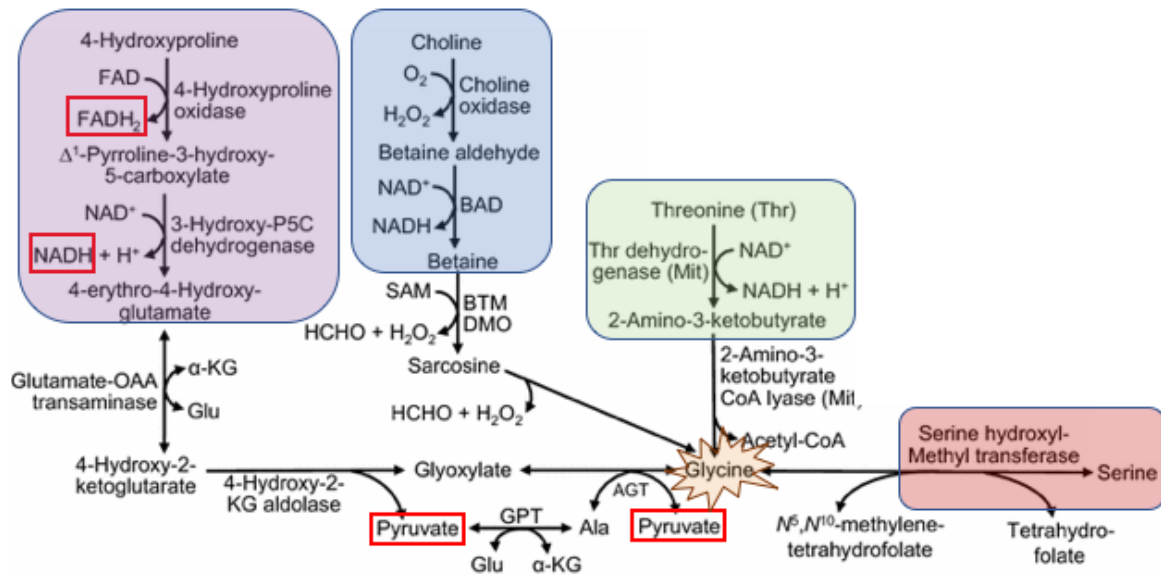 4-Hydroxyproline
FAD
4-Hydroxyproline
oxidase
FADH₂
Δ¹-Pyrroline-3-hydroxy-
5-carboxylate
NAD⁺
3-Hydroxy-P5C
dehydrogenase
NADH + H⁺
4-erythro-4-Hydroxy-
glutamate
Glutamate-OAA
transaminase
α-KG
Glu
4-Hydroxy-2-
ketoglutarate
4-Hydroxy-2-
KG aldolase
Choline
O₂
Choline
oxidase
H₂O₂
Betaine aldehyde
NAD⁺
BAD
NADH
Betaine
SAM
BTM
DMO
HCHO + H₂O₂
Sarcosine
HCHO + H₂O₂
Threonine (Thr)
Thr dehydro-
genase (Mit)
NAD⁺
NADH + H⁺
2-Amino-3-ketobutyrate
2-Amino-3-
ketobutyrate
CoA lyase (Mit,
Acetyl-CoA
Glyoxylate
AGT
Glycine
Pyruvate
GPT
Ala
Pyruvate
Glu
α-KG
Serine hydroxyl-
Methyl transferase
Serine
N⁵,N¹⁰-methylene-
tetrahydrofolate
Tetrahydro-
folate